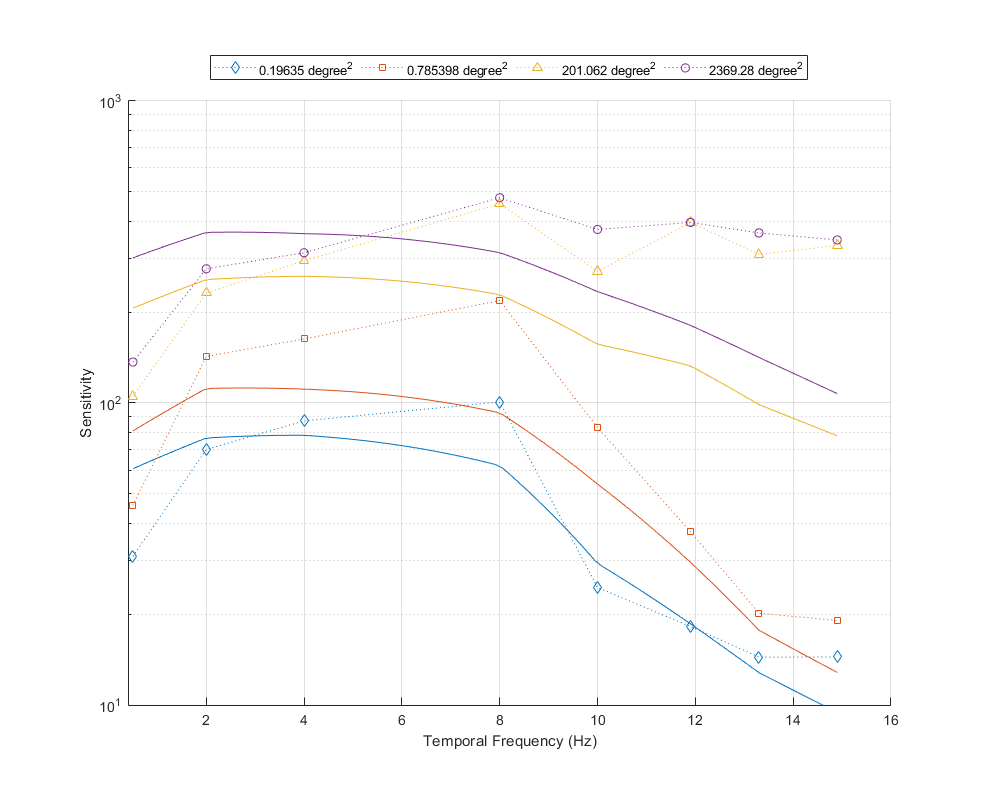 0.19635 degree² 0.785398 degree² 201.062 degree² 2369.28 degree²
10³
10²
10¹
Sensitivity
2 4 6 8 10 12 14 16
Temporal Frequency (Hz)